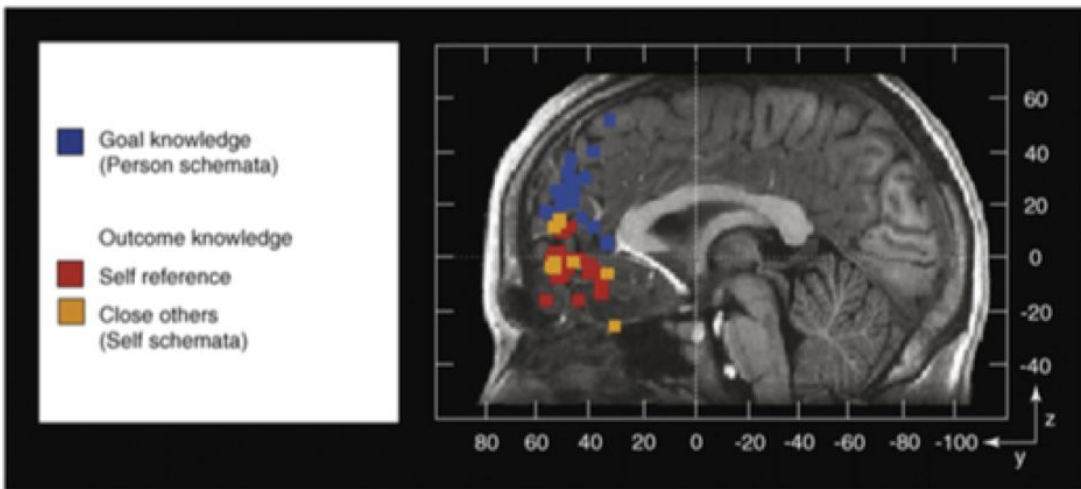 Goal knowledge
(Person schemata)
Outcome knowledge
Self reference
Close others
(Self schemata)
60
40
20
0
-20
-40
z
80 60 40 20 0 -20 -40 -60 -80 -100
y